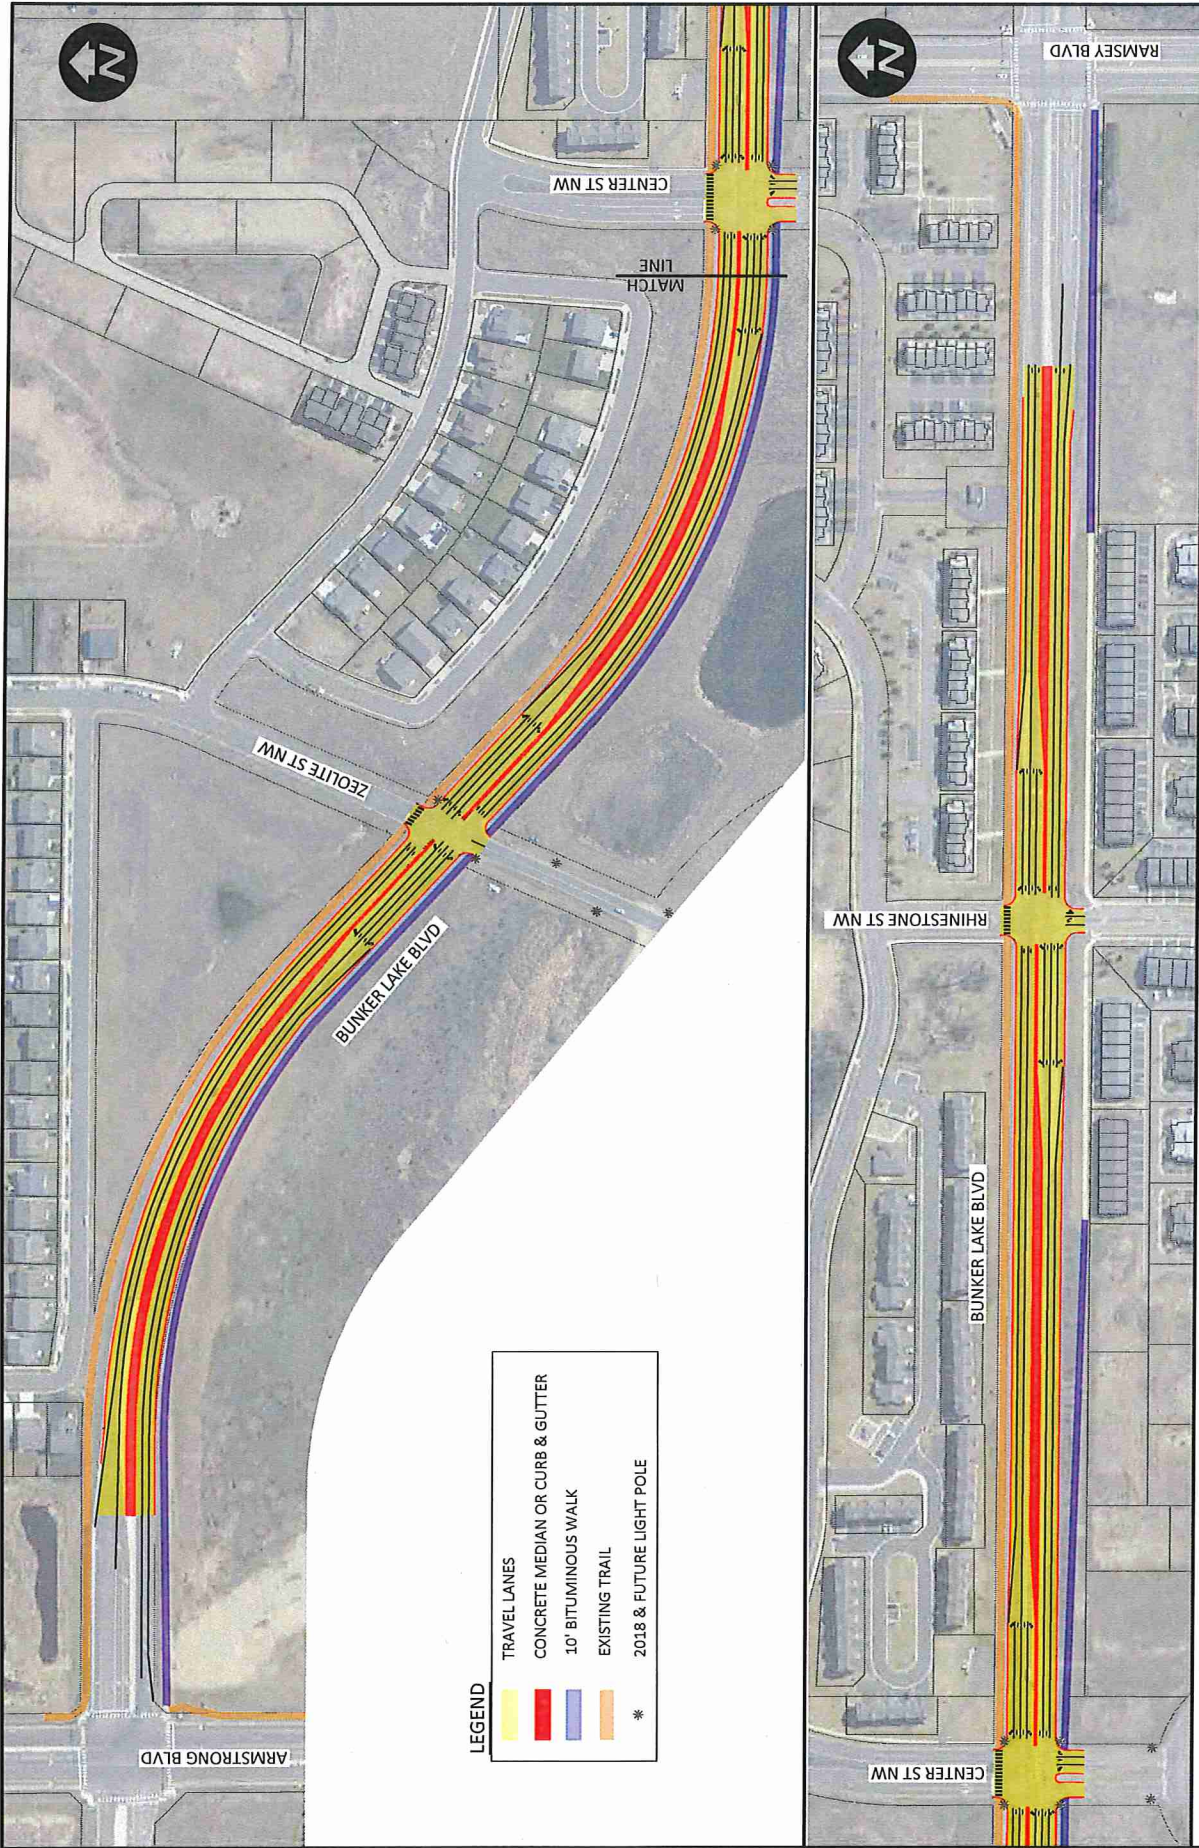 N
ARMSTRONG BLVD
BUNKER LAKE BLVD
ZEOLITE ST NW
CENTER ST NW
MATCH
LINE
LEGEND
TRAVEL LANES
CONCRETE MEDIAN OR CURB & GUTTER
10' BITUMINOUS WALK
EXISTING TRAIL
2018 & FUTURE LIGHT POLE
N
CENTER ST NW
BUNKER LAKE BLVD
RHINESTONE ST NW
RAMSEY BLVD